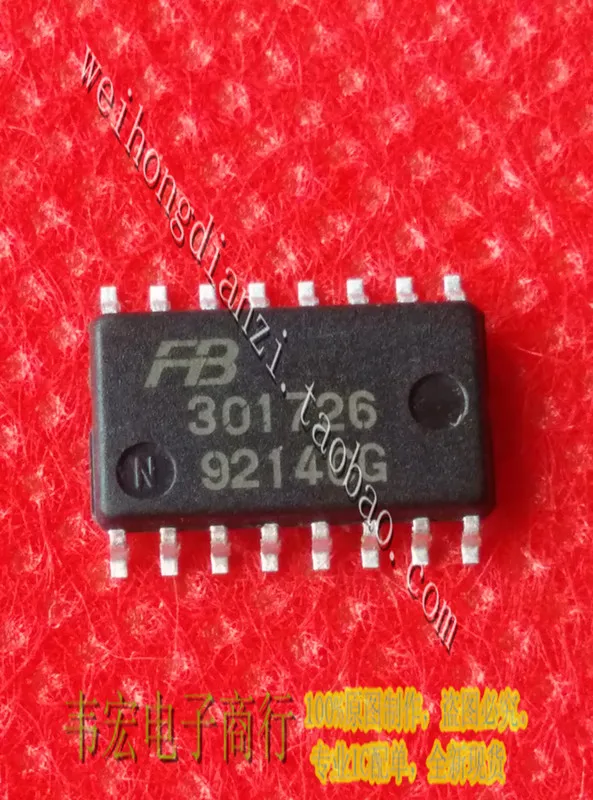 weihongdianzi.taobao.com
FB
301726
92140G
N
韦宏电子商行
100%原图制作，盗图必究。
专业IC配单，全新现货